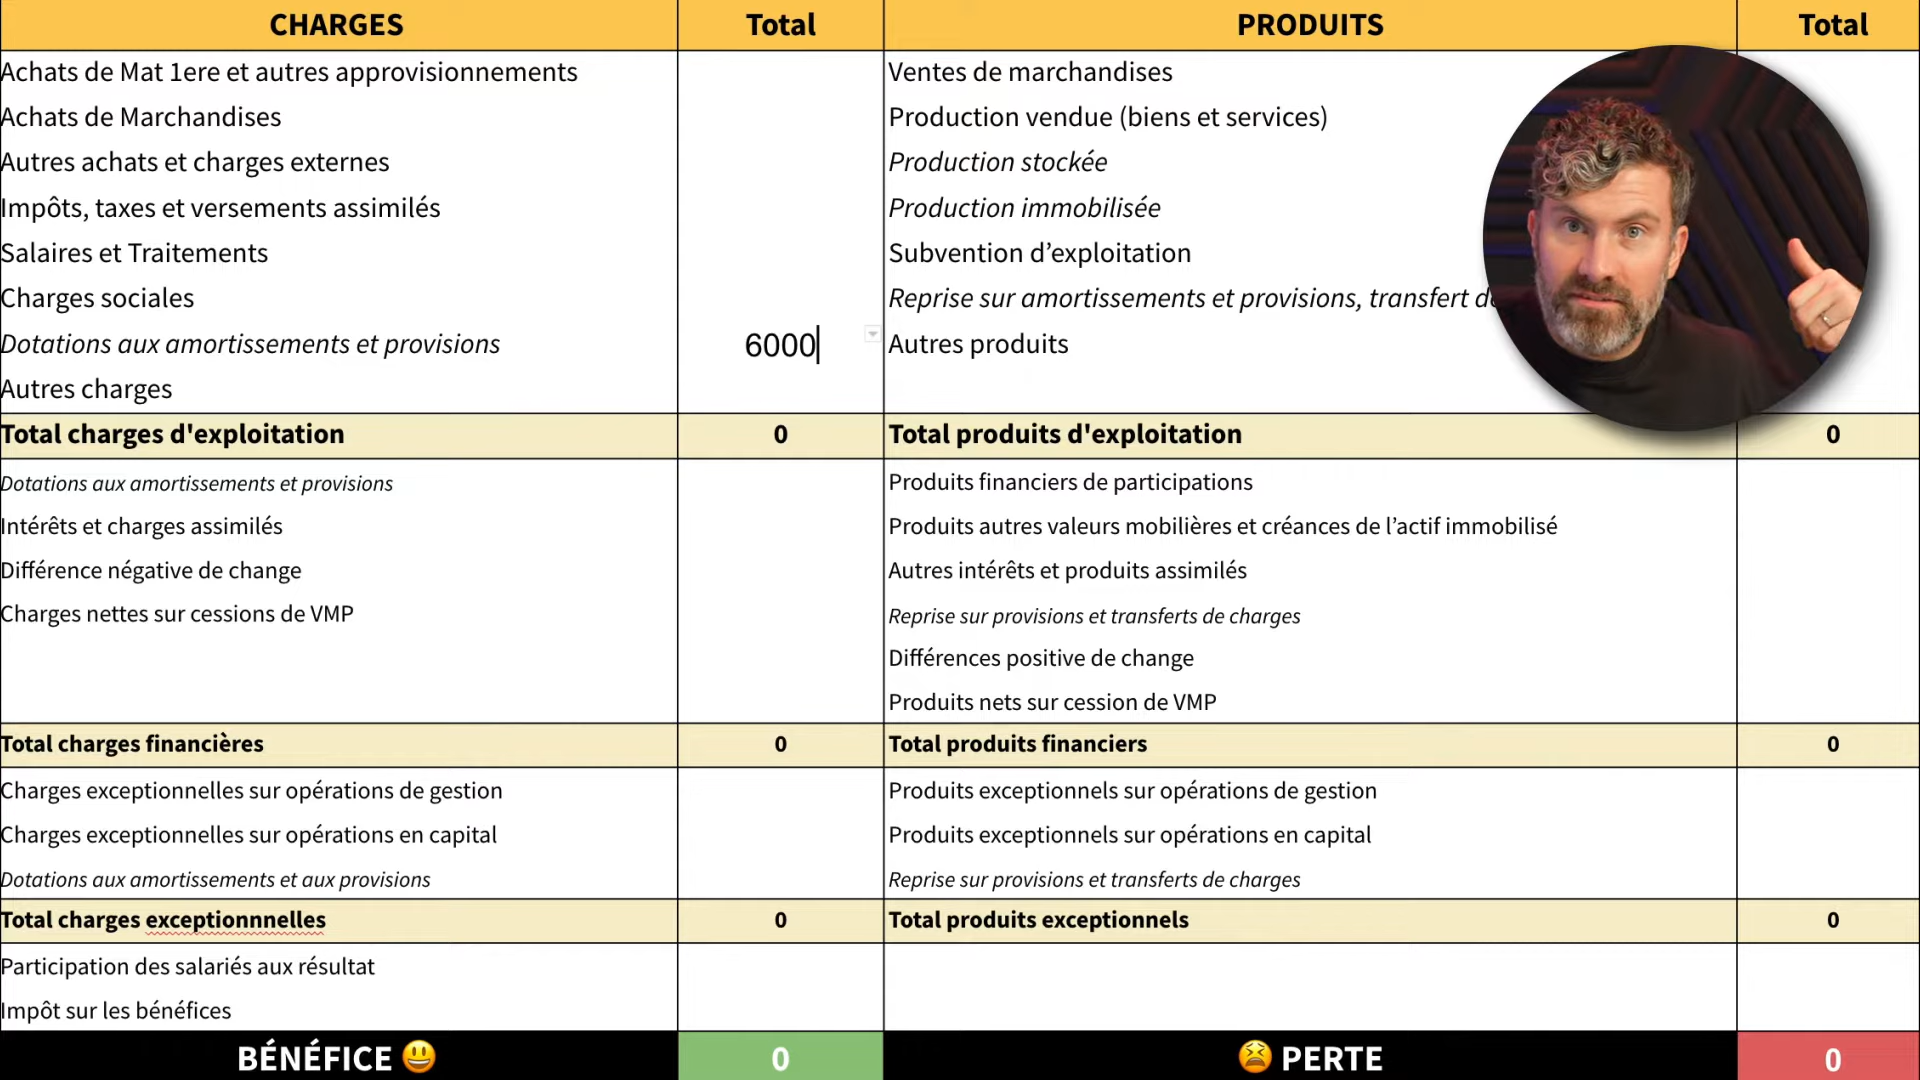 CHARGES Total PRODUITS Total
Achats de Mat 1ere et autres approvisionnements Ventes de marchandises
Achats de Marchandises Production vendue (biens et services)
Autres achats et charges externes Production stockée
Impôts, taxes et versements assimilés Production immobilisée
Salaires et Traitements Subvention d’exploitation
Charges sociales Reprise sur amortissements et provisions, transfert
Dotations aux amortissements et provisions 6000 Autres produits
Autres charges
Total charges d'exploitation 0 Total produits d'exploitation 0
Dotations aux amortissements et provisions Produits financiers de participations
Intérêts et charges assimilés Produits autres valeurs mobilières et créances de l’actif immobilisé
Différence négative de change Autres intérêts et produits assimilés
Charges nettes sur cessions de VMP Reprise sur provisions et transferts de charges
Différences positive de change
Produits nets sur cession de VMP
Total charges financières 0 Total produits financiers 0
Charges exceptionnelles sur opérations de gestion Produits exceptionnels sur opérations de gestion
Charges exceptionnelles sur opérations en capital Produits exceptionnels sur opérations en capital
Dotations aux amortissements et aux provisions Reprise sur provisions et transferts de charges
Total charges exceptionnnelles 0 Total produits exceptionnels 0
Participation des salariés aux résultat
Impôt sur les bénéfices
BÉNÉFICE 😃 0 😫 PERTE 0